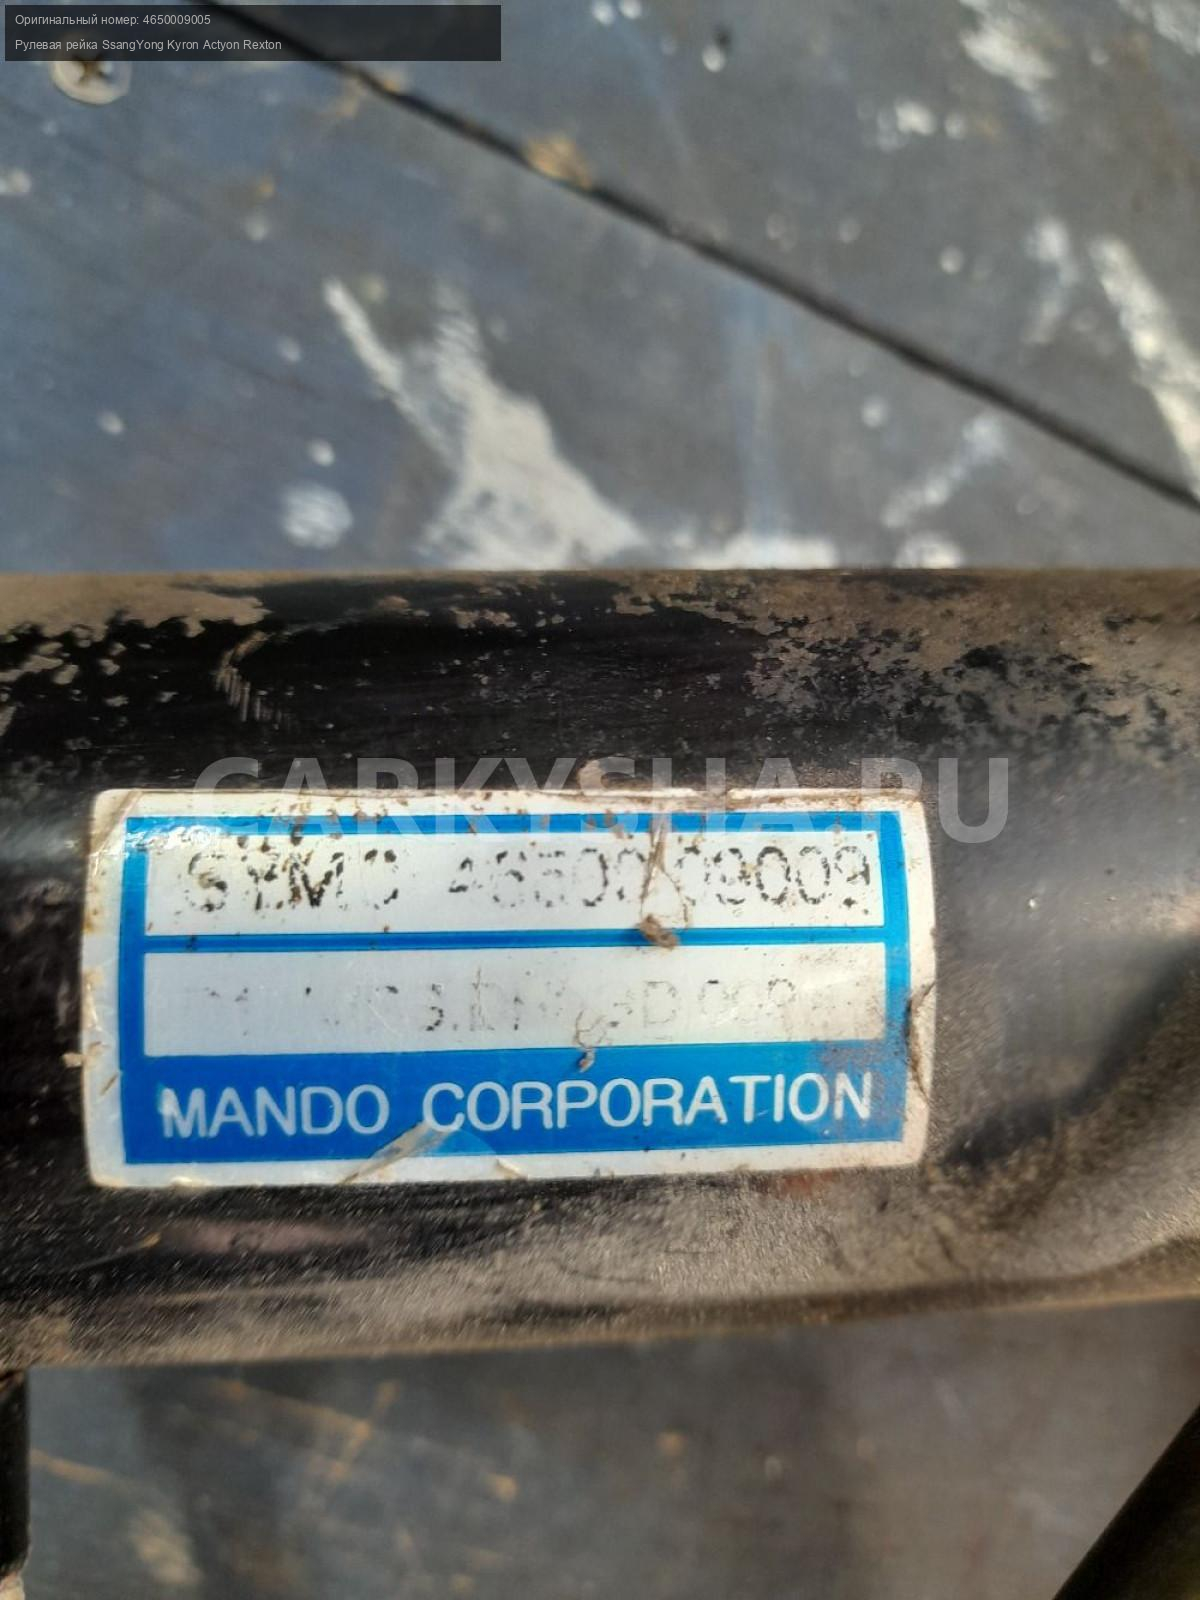 Оригинальный номер: 4650009005
Рулевая рейка SsangYong Kyron Actyon Rexton
CARKYSHA.RU
SYMC 4650009009
MANDO CORPORATION